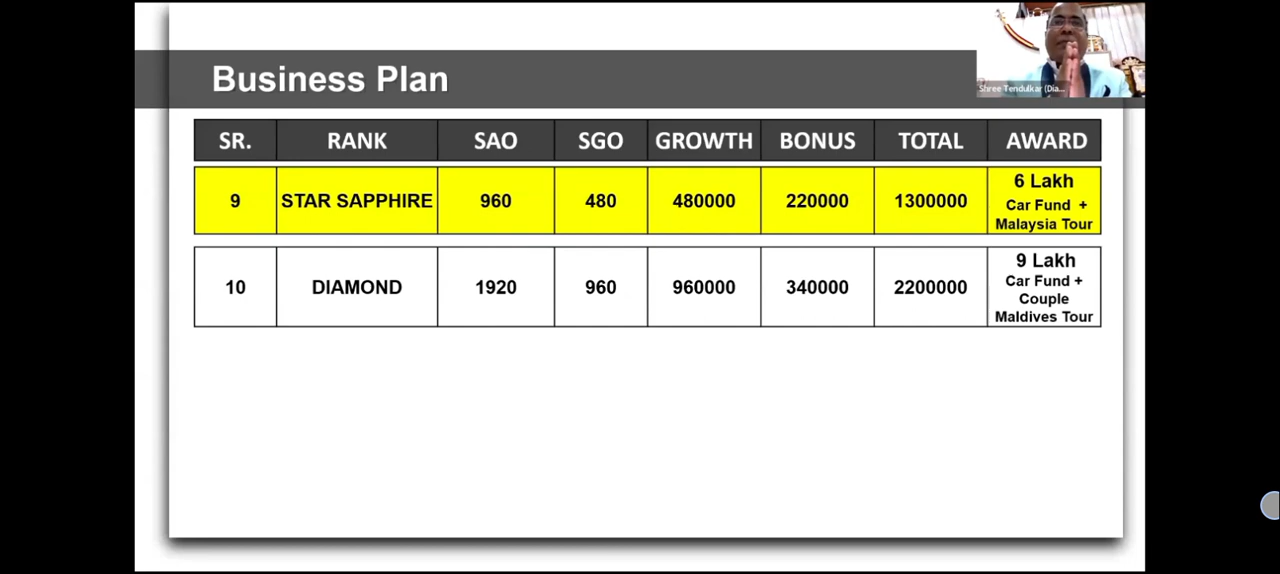 Business Plan
Shree Tendulkar (Dia...
SR. RANK SAO SGO GROWTH BONUS TOTAL AWARD
9 STAR SAPPHIRE 960 480 480000 220000 1300000 6 Lakh
Car Fund +
Malaysia Tour
10 DIAMOND 1920 960 960000 340000 2200000 9 Lakh
Car Fund +
Couple
Maldives Tour